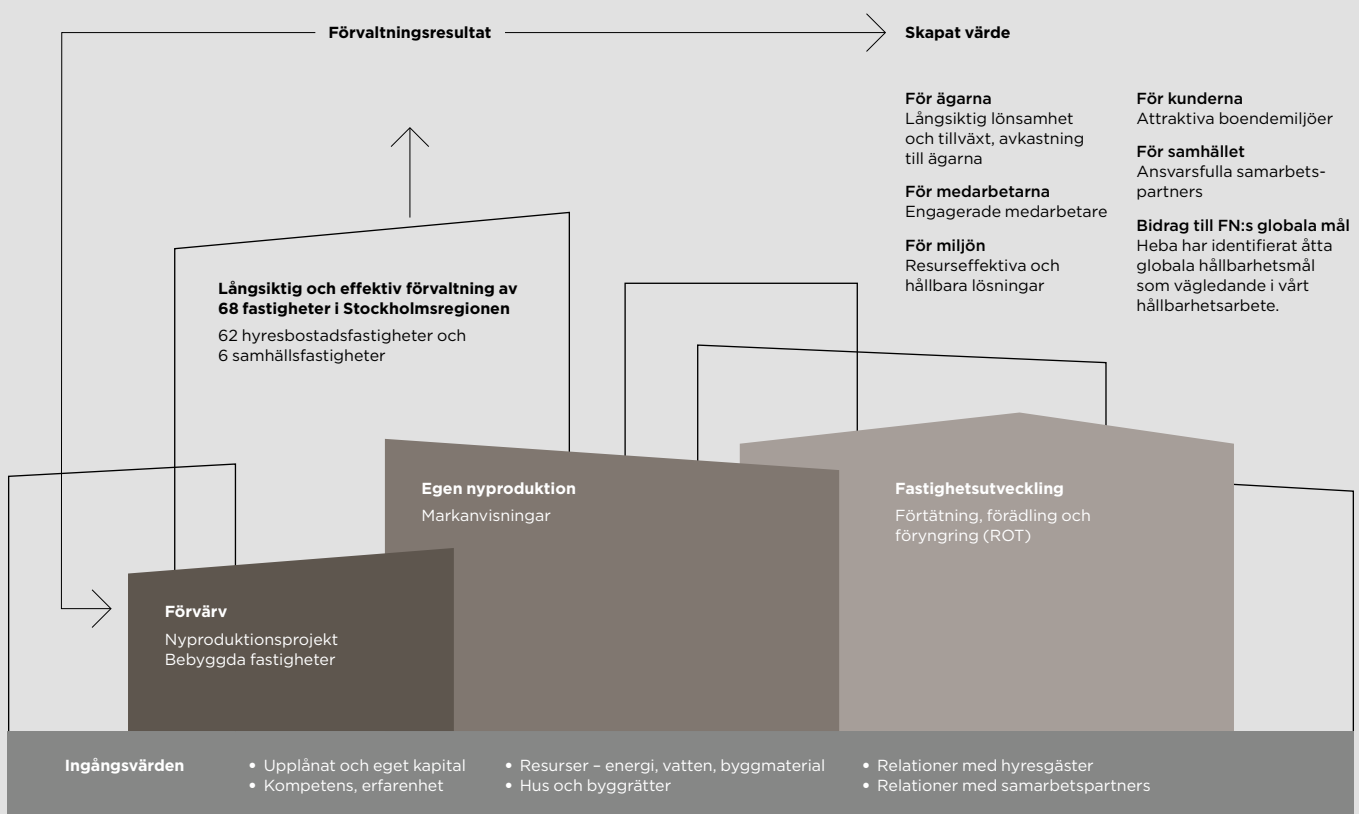 Förvaltningsresultat
Skapat värde
För ägarna
Långsiktig lönsamhet
och tillväxt, avkastning
till ägarna
För medarbetarna
Engagerade medarbetare
För miljön
Resurseffektiva och
hållbara lösningar
För kunderna
Attraktiva boendemiljöer
För samhället
Ansvarsfulla samarbets-
partners
Bidrag till FN:s globala mål
Heba har identifierat åtta
globala hållbarhetsmål
som vägledande i vårt
hållbarhetsarbete.
Långsiktig och effektiv förvaltning av
68 fastigheter i Stockholmsregionen
62 hyresbostadsfastigheter och
6 samhällsfastigheter
Egen nyproduktion
Markanvisningar
Fastighetsutveckling
Förtätning, förädling och
föryngring (ROT)
Förvärv
Nyproduktionsprojekt
Bebyggda fastigheter
Ingångsvärden
• Upplånat och eget kapital
• Kompetens, erfarenhet
• Resurser – energi, vatten, byggmaterial
• Hus och byggrätter
• Relationer med hyresgäster
• Relationer med samarbetspartners